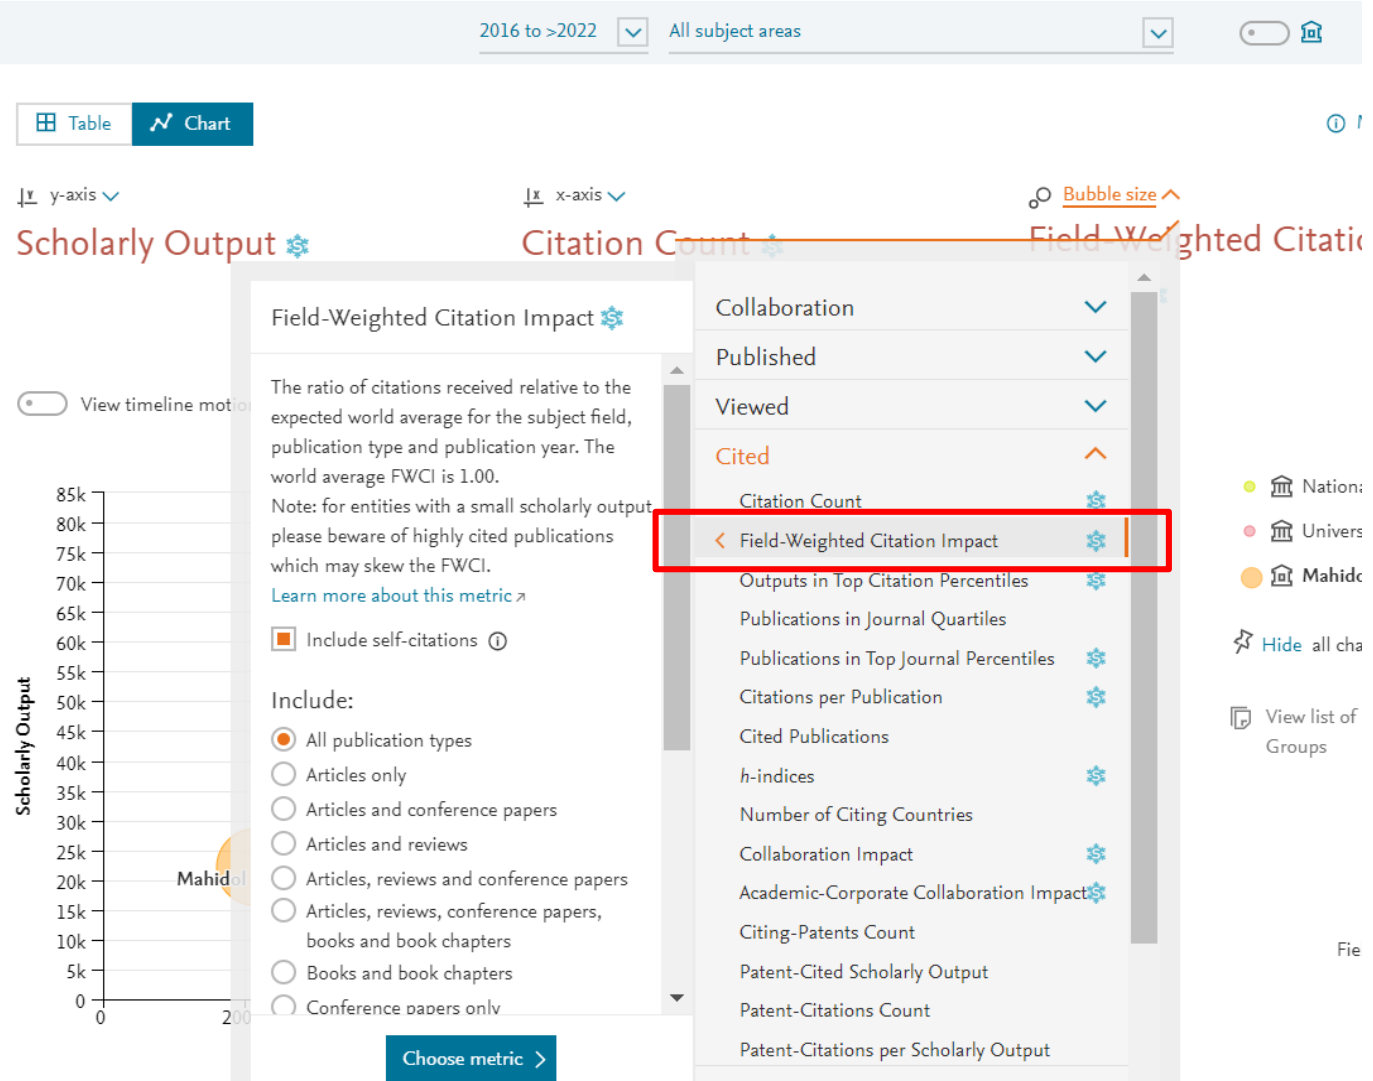 2016 to >2022
All subject areas
Table
Chart
y-axis
x-axis
Bubble size
Scholarly Output
Citation Count
Field-Weighted Citatio
Field-Weighted Citation Impact
The ratio of citations received relative to the
expected world average for the subject field,
publication type and publication year. The
world average FWCI is 1.00.
Note: for entities with a small scholarly output,
please beware of highly cited publications
which may skew the FWCI.
Learn more about this metric
Include self-citations
Include:
All publication types
Articles only
Articles and conference papers
Articles and reviews
Articles, reviews and conference papers
Articles, reviews, conference papers,
books and book chapters
Books and book chapters
Conference papers only
Choose metric
Collaboration
Published
Viewed
Cited
Citation Count
Field-Weighted Citation Impact
Outputs in Top Citation Percentiles
Publications in Journal Quartiles
Publications in Top Journal Percentiles
Citations per Publication
Cited Publications
h-indices
Number of Citing Countries
Collaboration Impact
Academic-Corporate Collaboration Impact
Citing-Patents Count
Patent-Cited Scholarly Output
Patent-Citations Count
Patent-Citations per Scholarly Output
View timeline motio
85k
80k
75k
70k
65k
60k
55k
50k
45k
40k
35k
30k
25k
20k
15k
10k
5k
0
0
200
Scholarly Output
Mahidol
Nationa
Univers
Mahido
Hide all cha
View list of
Groups
Fie